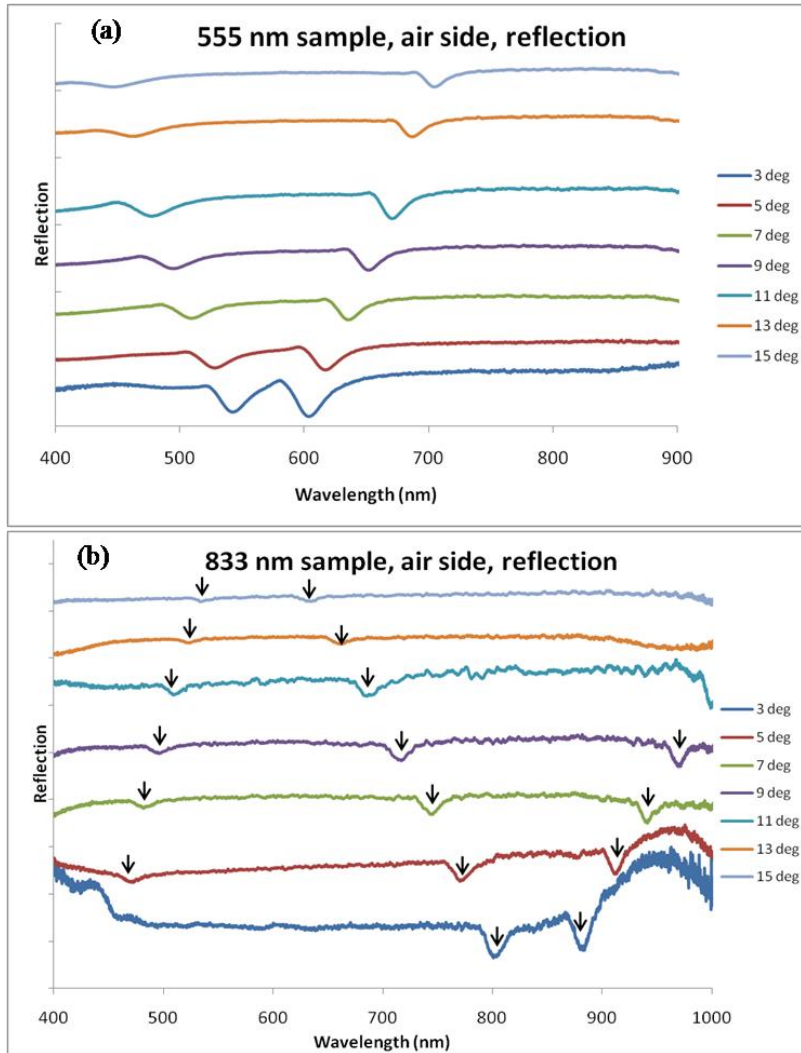 (a)
555 nm sample, air side, reflection
Reflection
3 deg
5 deg
7 deg
9 deg
11 deg
13 deg
15 deg
400 500 600 700 800 900
Wavelength (nm)
(b)
833 nm sample, air side, reflection
Reflection
3 deg
5 deg
7 deg
9 deg
11 deg
13 deg
15 deg
400 500 600 700 800 900 1000
Wavelength (nm)